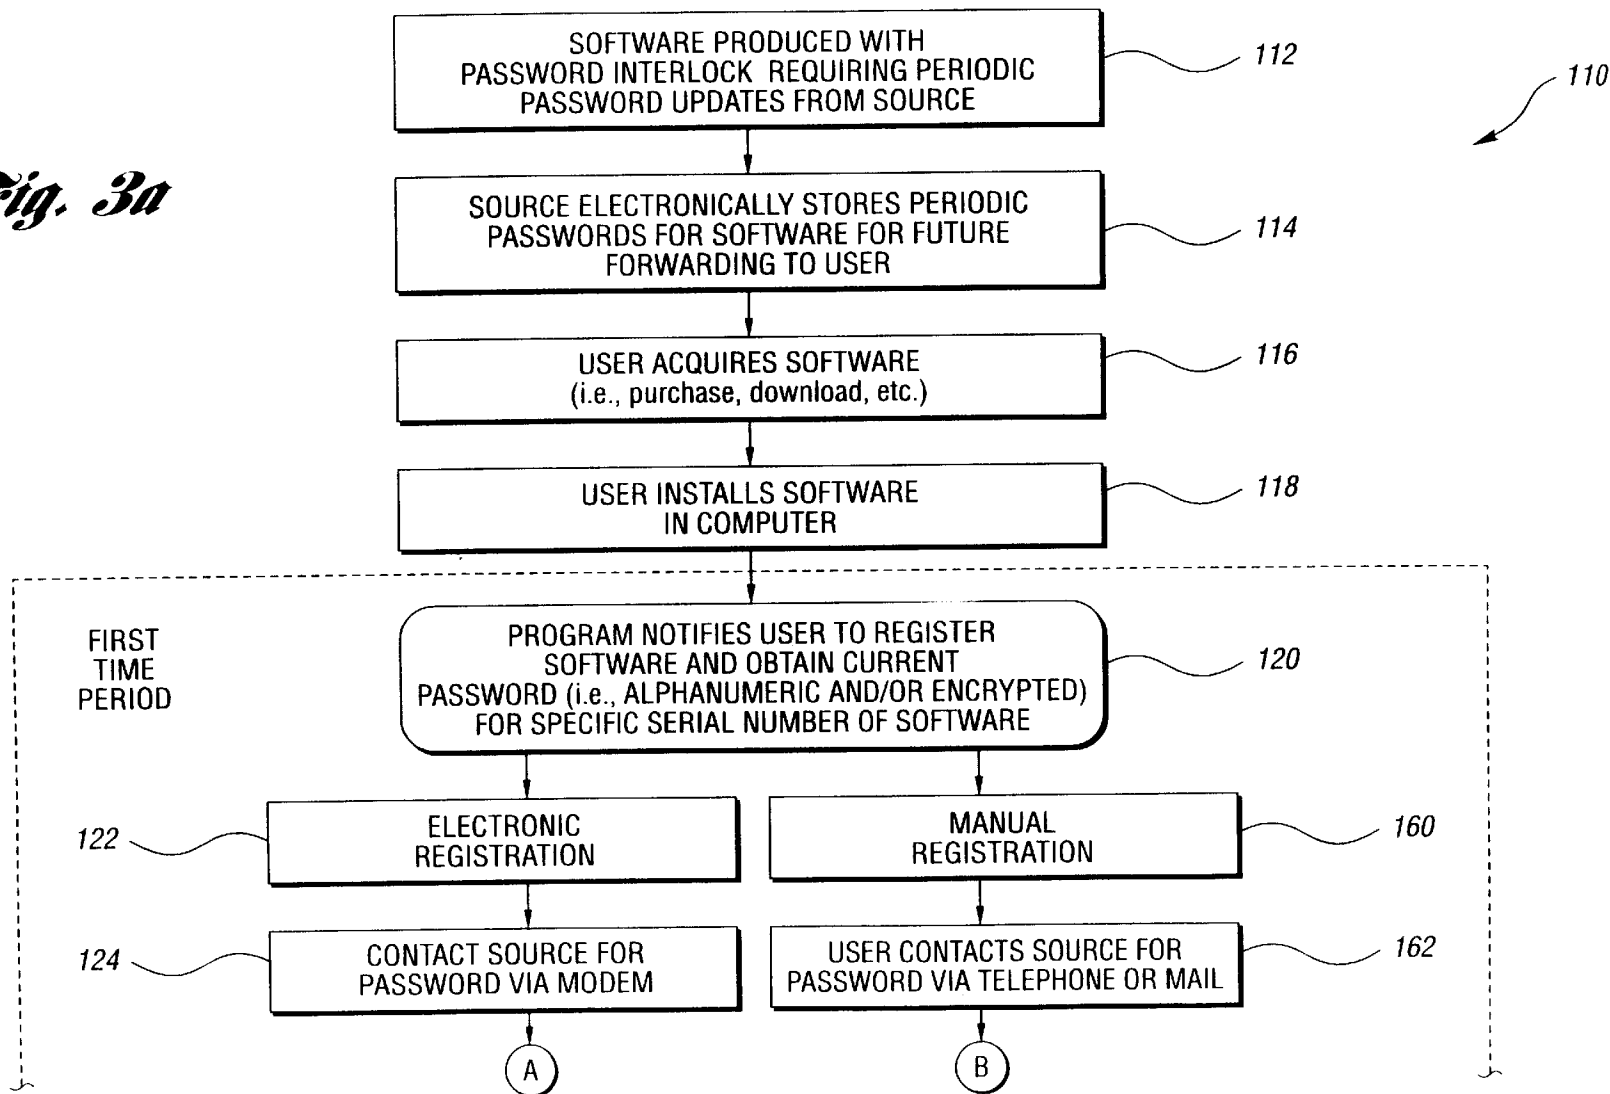 SOFTWARE PRODUCED WITH
PASSWORD INTERLOCK REQUIRING PERIODIC
PASSWORD UPDATES FROM SOURCE
112
110
Fig. 3a
SOURCE ELECTRONICALLY STORES PERIODIC
PASSWORDS FOR SOFTWARE FOR FUTURE
FORWARDING TO USER
114
USER ACQUIRES SOFTWARE
(i.e., purchase, download, etc.)
116
USER INSTALLS SOFTWARE
IN COMPUTER
118
FIRST
TIME
PERIOD
PROGRAM NOTIFIES USER TO REGISTER
SOFTWARE AND OBTAIN CURRENT
PASSWORD (i.e., ALPHANUMERIC AND/OR ENCRYPTED)
FOR SPECIFIC SERIAL NUMBER OF SOFTWARE
120
122
ELECTRONIC
REGISTRATION
MANUAL
REGISTRATION
160
124
CONTACT SOURCE FOR
PASSWORD VIA MODEM
USER CONTACTS SOURCE FOR
PASSWORD VIA TELEPHONE OR MAIL
162
A
B